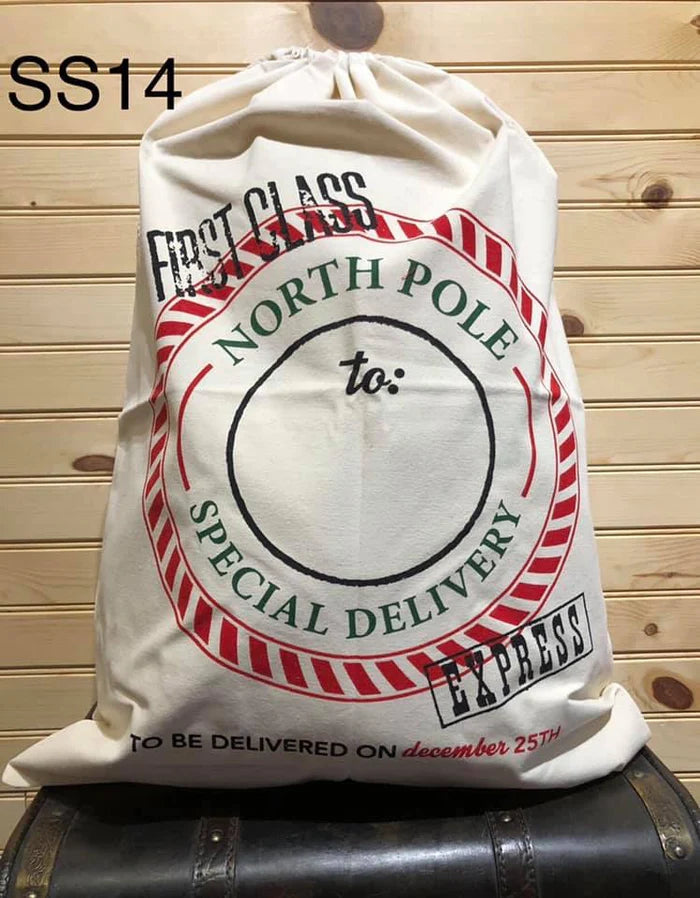 SS14
FIRST CLASS
NORTH POLE
to:
SPECIAL DELIVERY
EXPRESS
TO BE DELIVERED ON december 25TH